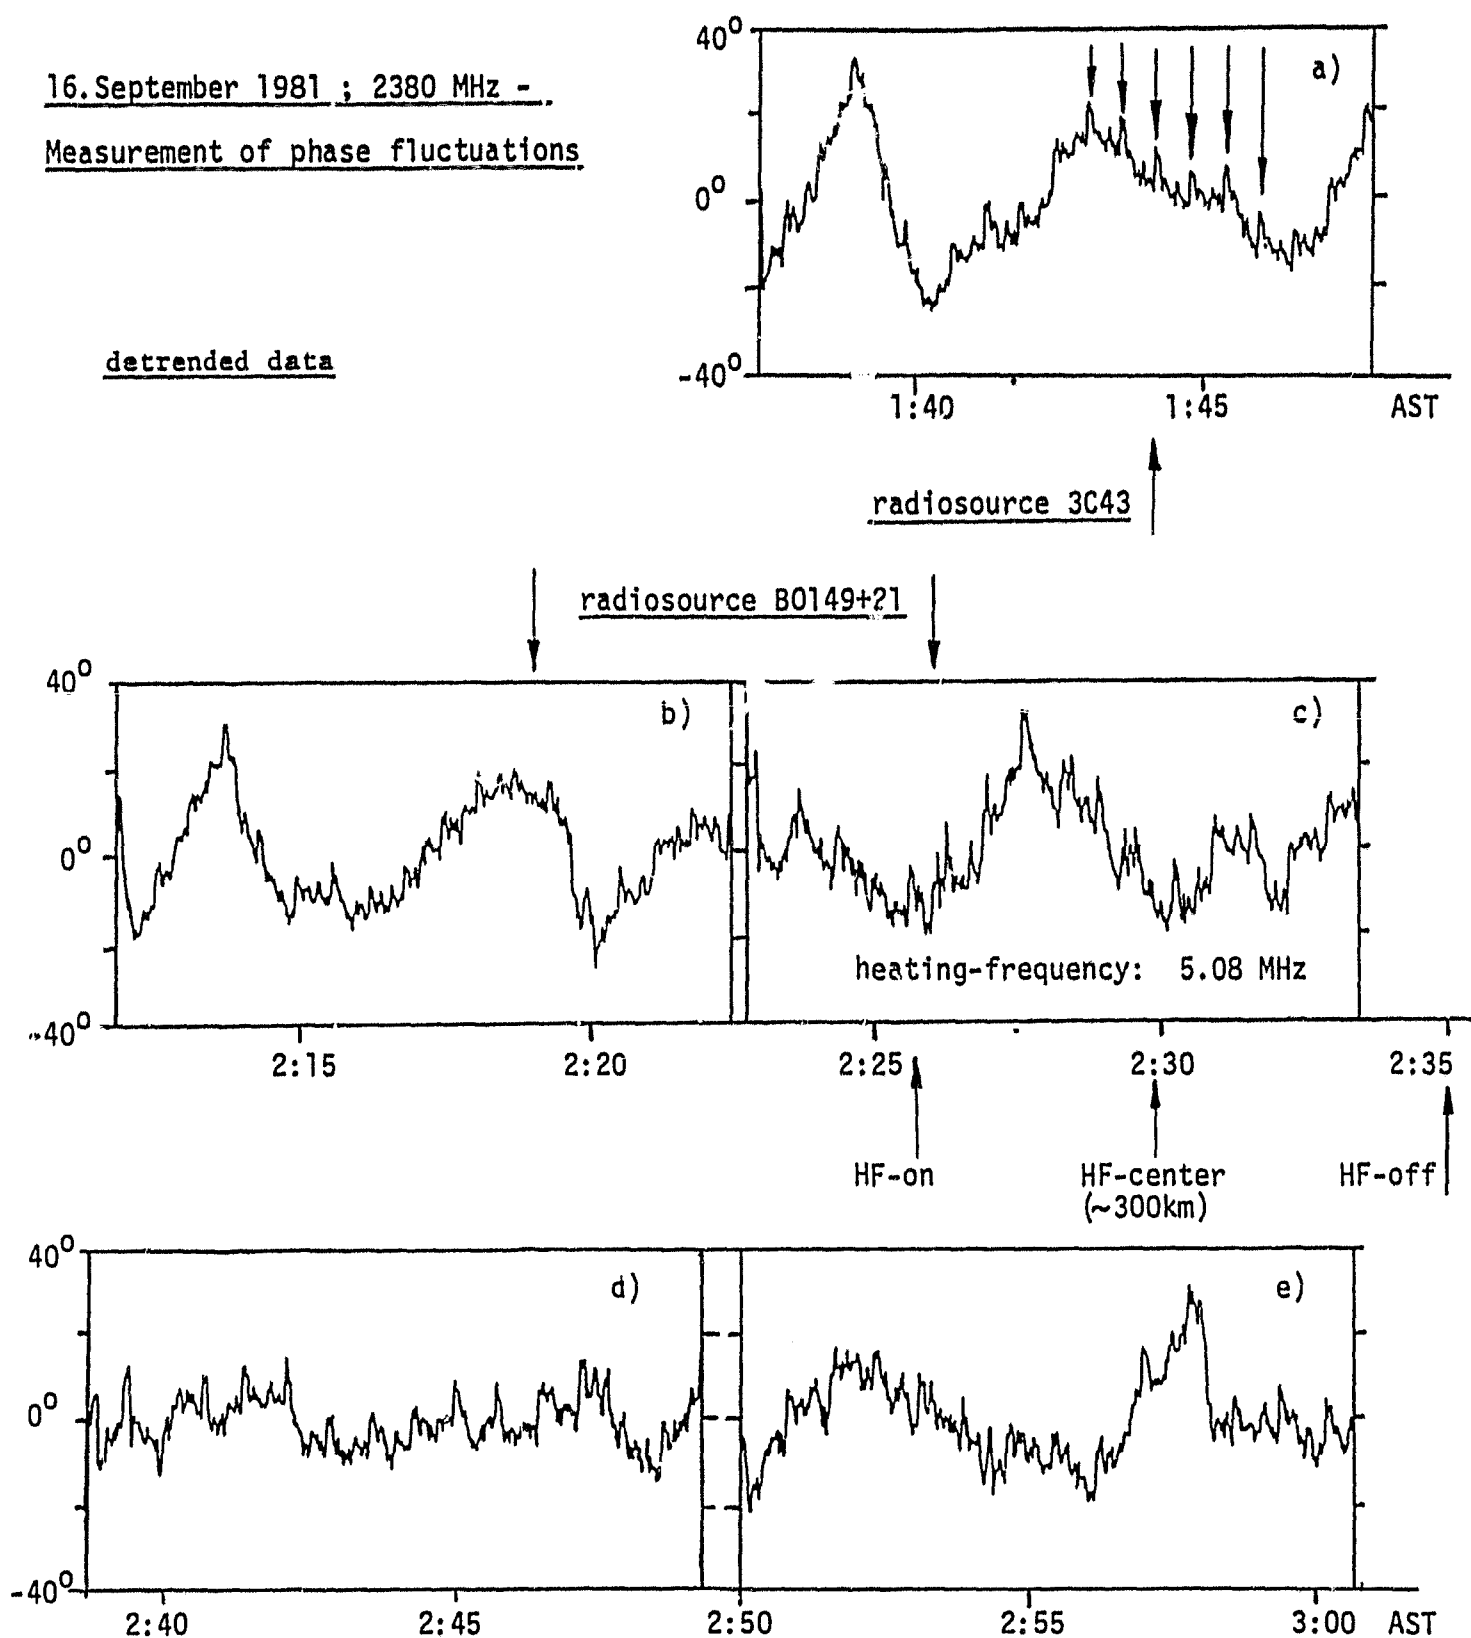 16.September 1981 ; 2380 MHz -
Measurement of phase fluctuations
detrended data
40°
0°
-40°
a)
1:40
1:45
AST
radiosource 3C43
radiosource B0149+21
40°
0°
-40°
b)
c)
heating-frequency: 5.08 MHz
2:15
2:20
2:25
2:30
2:35
HF-on
HF-center
(~300km)
HF-off
40°
0°
-40°
d)
e)
2:40
2:45
2:50
2:55
3:00
AST